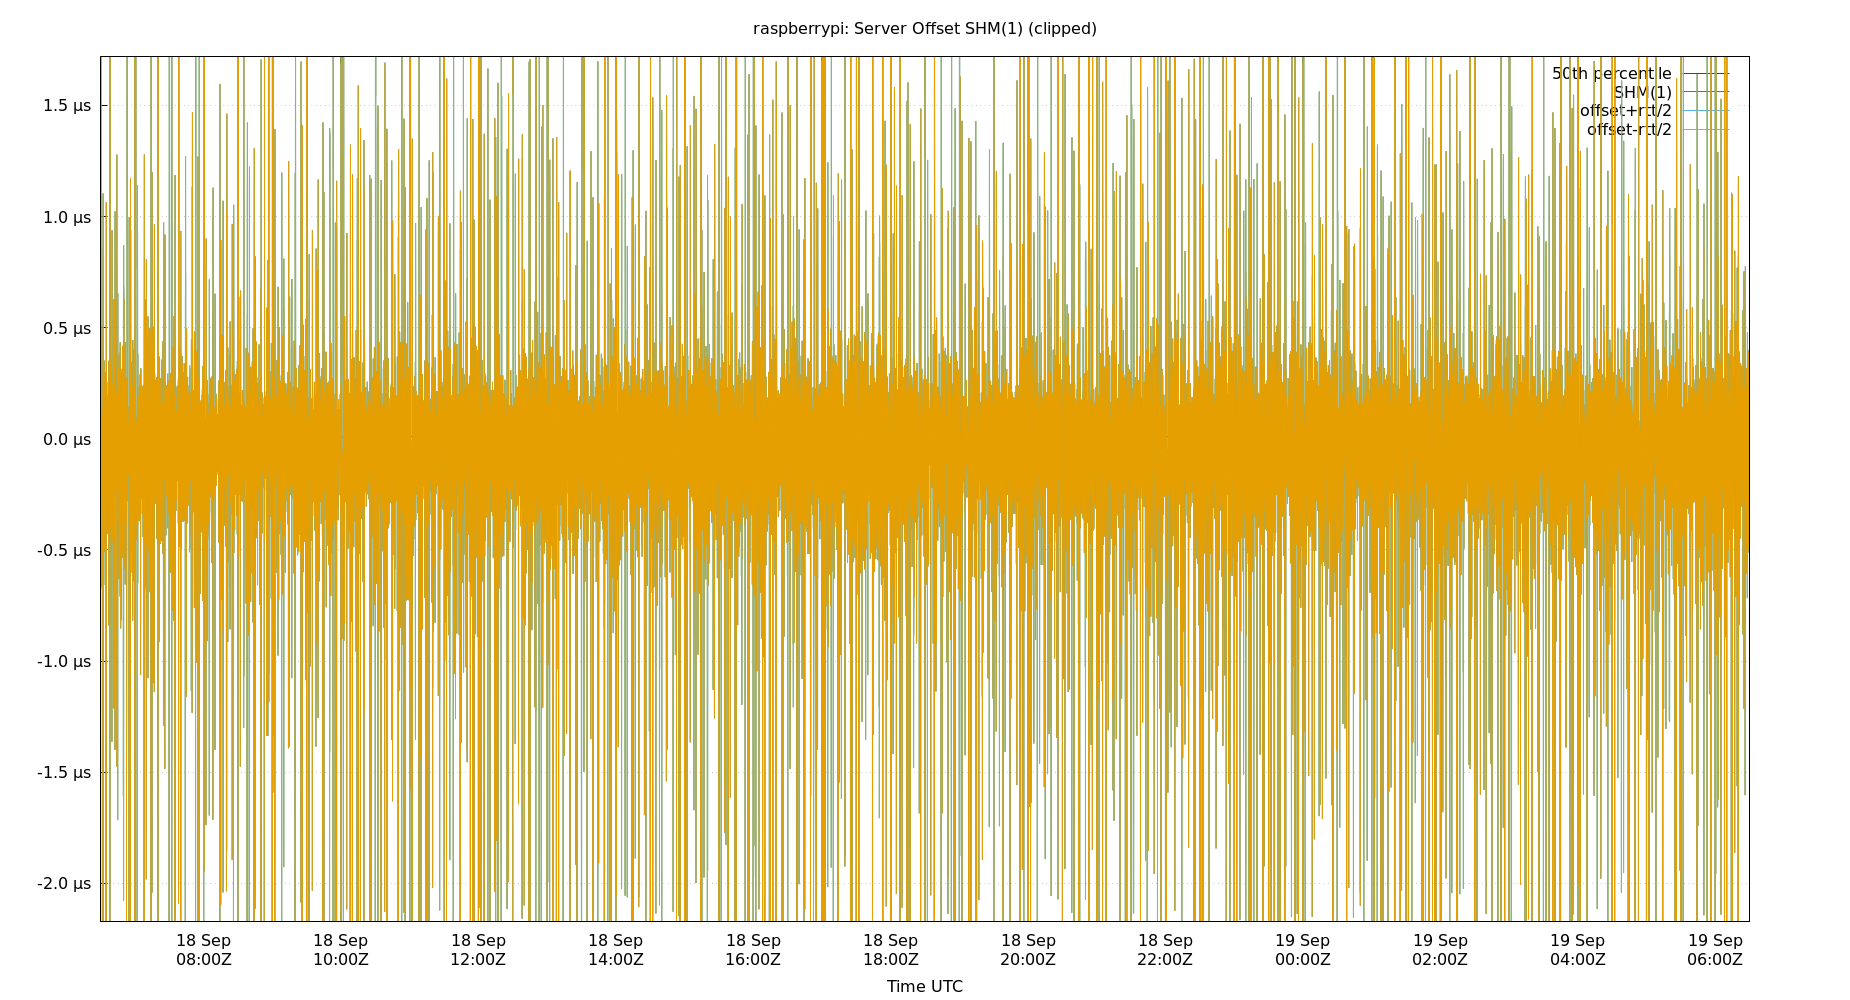 raspberrypi: Server Offset SHM(1) (clipped)
50th percentile
SHM(1)
offset+rtt/2
offset-rtt/2
1.5 µs
1.0 µs
0.5 µs
0.0 µs
-0.5 µs
-1.0 µs
-1.5 µs
-2.0 µs
18 Sep 18 Sep 18 Sep 18 Sep 18 Sep 18 Sep 18 Sep 18 Sep 19 Sep 19 Sep 19 Sep 19 Sep
08:00Z 10:00Z 12:00Z 14:00Z 16:00Z 18:00Z 20:00Z 22:00Z 00:00Z 02:00Z 04:00Z 06:00Z
Time UTC